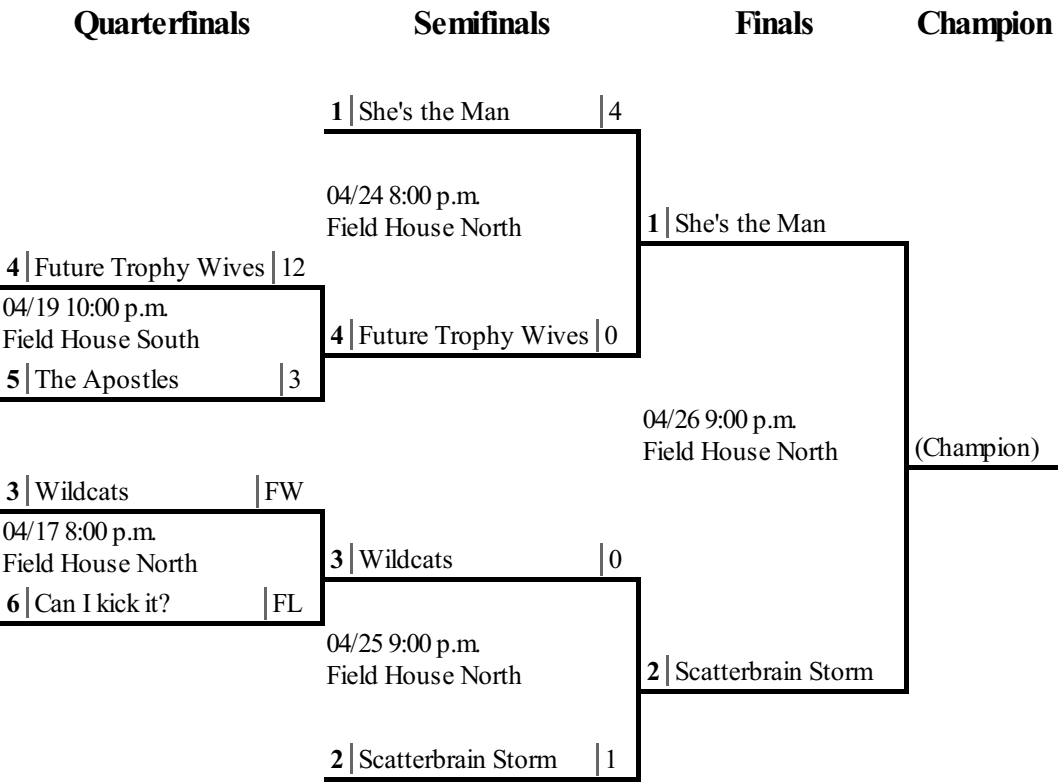 Quarterfinals Semifinals Finals Champion
1 She's the Man 4
04/24 8:00 p.m.
Field House North
1 She's the Man
4 Future Trophy Wives 12
04/19 10:00 p.m.
Field House South
4 Future Trophy Wives 0
5 The Apostles 3
04/26 9:00 p.m.
Field House North
(Champion)
3 Wildcats FW
04/17 8:00 p.m.
Field House North
3 Wildcats 0
6 Can I kick it? FL
04/25 9:00 p.m.
Field House North
2 Scatterbrain Storm
2 Scatterbrain Storm 1